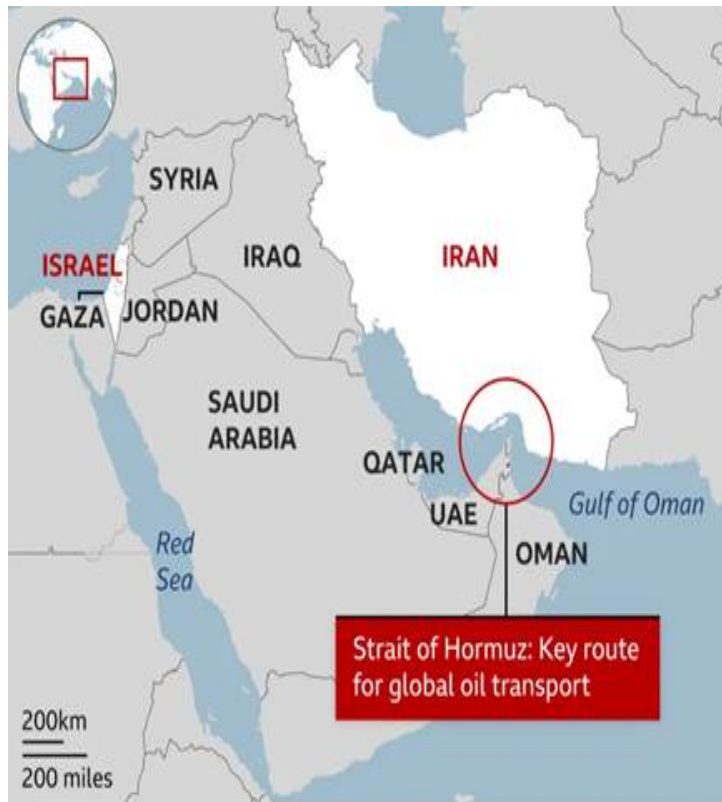 SYRIA
ISRAEL
IRAQ
IRAN
GAZA
JORDAN
SAUDI
ARABIA
QATAR
UAE
Gulf of Oman
Red
Sea
OMAN
Strait of Hormuz: Key route
for global oil transport
200km
200 miles